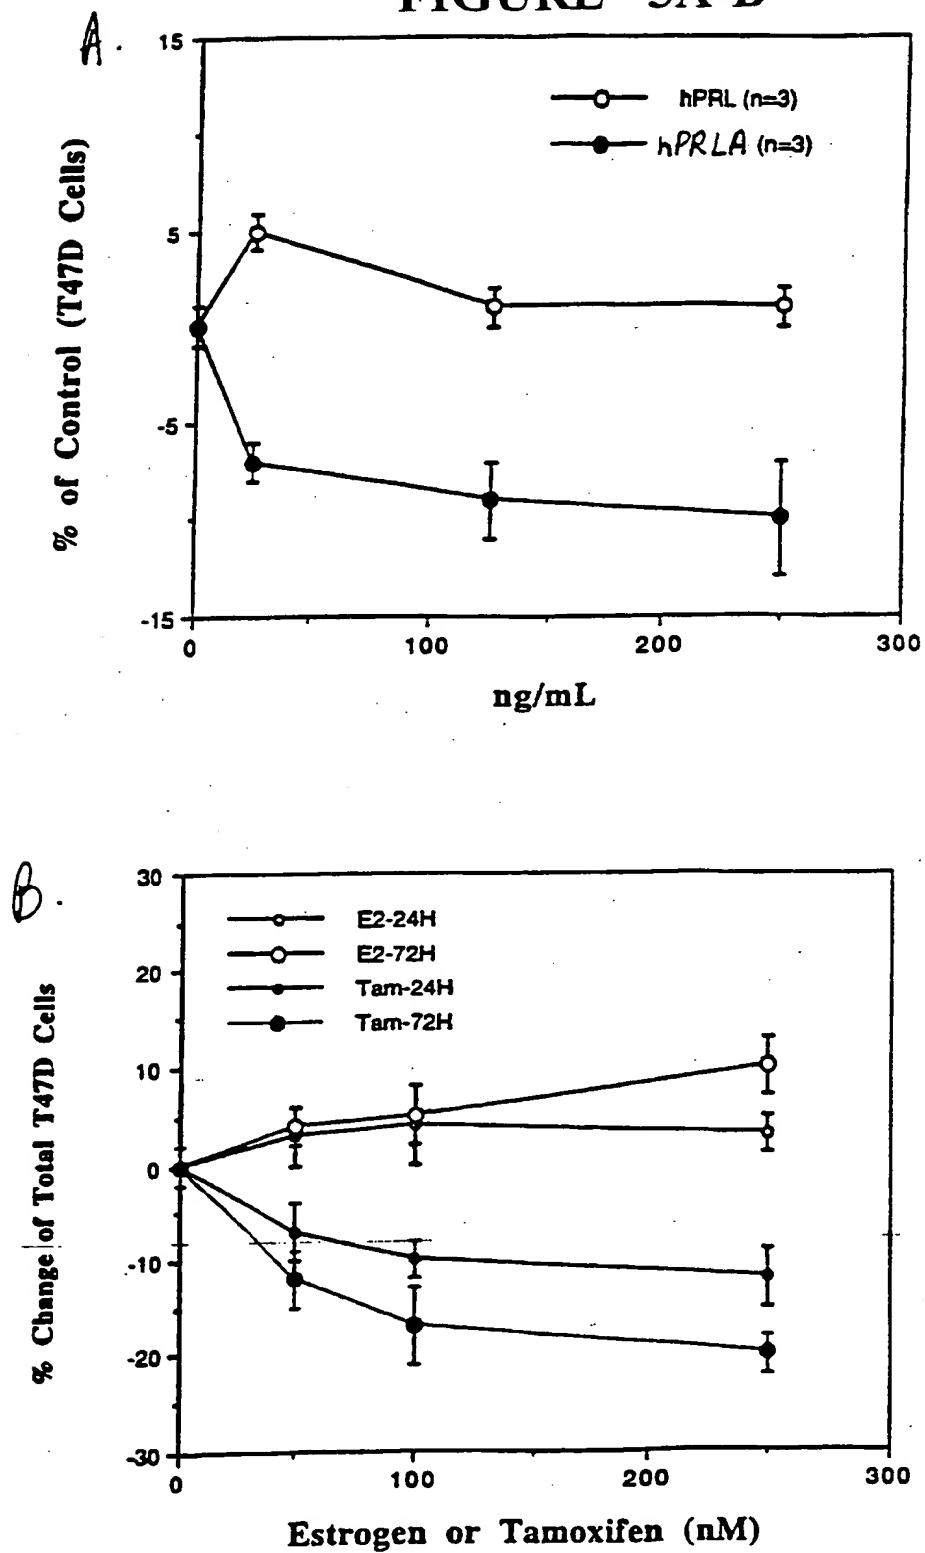 FIGURE 5A-B
A.
15
hPRL (n=3)
hPRLA (n=3)
5
-5
-15
% of Control (T47D Cells)
0 100 200 300
ng/mL
B.
30
E2-24H
E2-72H
20
Tam-24H
Tam-72H
10
0
-10
-20
-30
% Change of Total T47D Cells
0 100 200 300
Estrogen or Tamoxifen (nM)